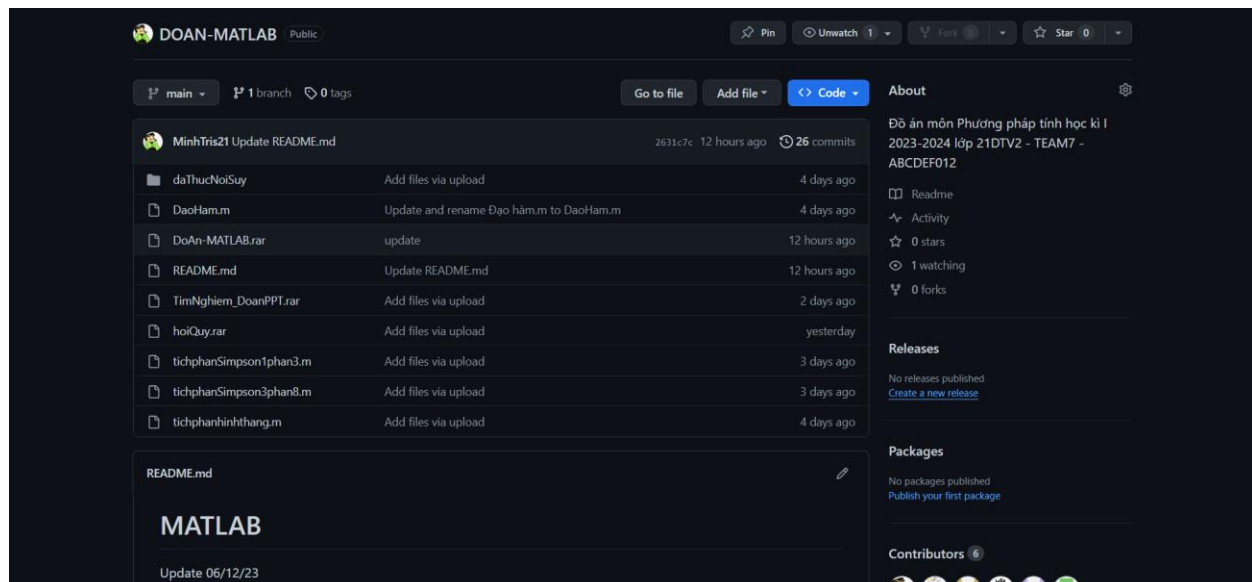 DOAN-MATLAB Public
Pin Unwatch 1 Fork 0 Star 0
main 1 branch 0 tags
Go to file Add file Code
MinhTris21 Update README.md 2631c7c 12 hours ago 26 commits
daThucNoiSuy Add files via upload 4 days ago
DaoHam.m Update and rename Đạo hàm.m to DaoHam.m 4 days ago
DoAn-MATLAB.rar update 12 hours ago
README.md Update README.md 12 hours ago
TimNghiem_DoanPPT.rar Add files via upload 2 days ago
hoiQuy.rar Add files via upload yesterday
tichphanSimpson1phan3.m Add files via upload 3 days ago
tichphanSimpson3phan8.m Add files via upload 3 days ago
tichphanhinhthang.m Add files via upload 4 days ago
README.md
MATLAB
Update 06/12/23
About
Đồ án môn Phương pháp tính học kì I
2023-2024 lớp 21DTV2 - TEAM7 -
ABCDEF012
Readme
Activity
0 stars
1 watching
0 forks
Releases
No releases published
Create a new release
Packages
No packages published
Publish your first package
Contributors 6